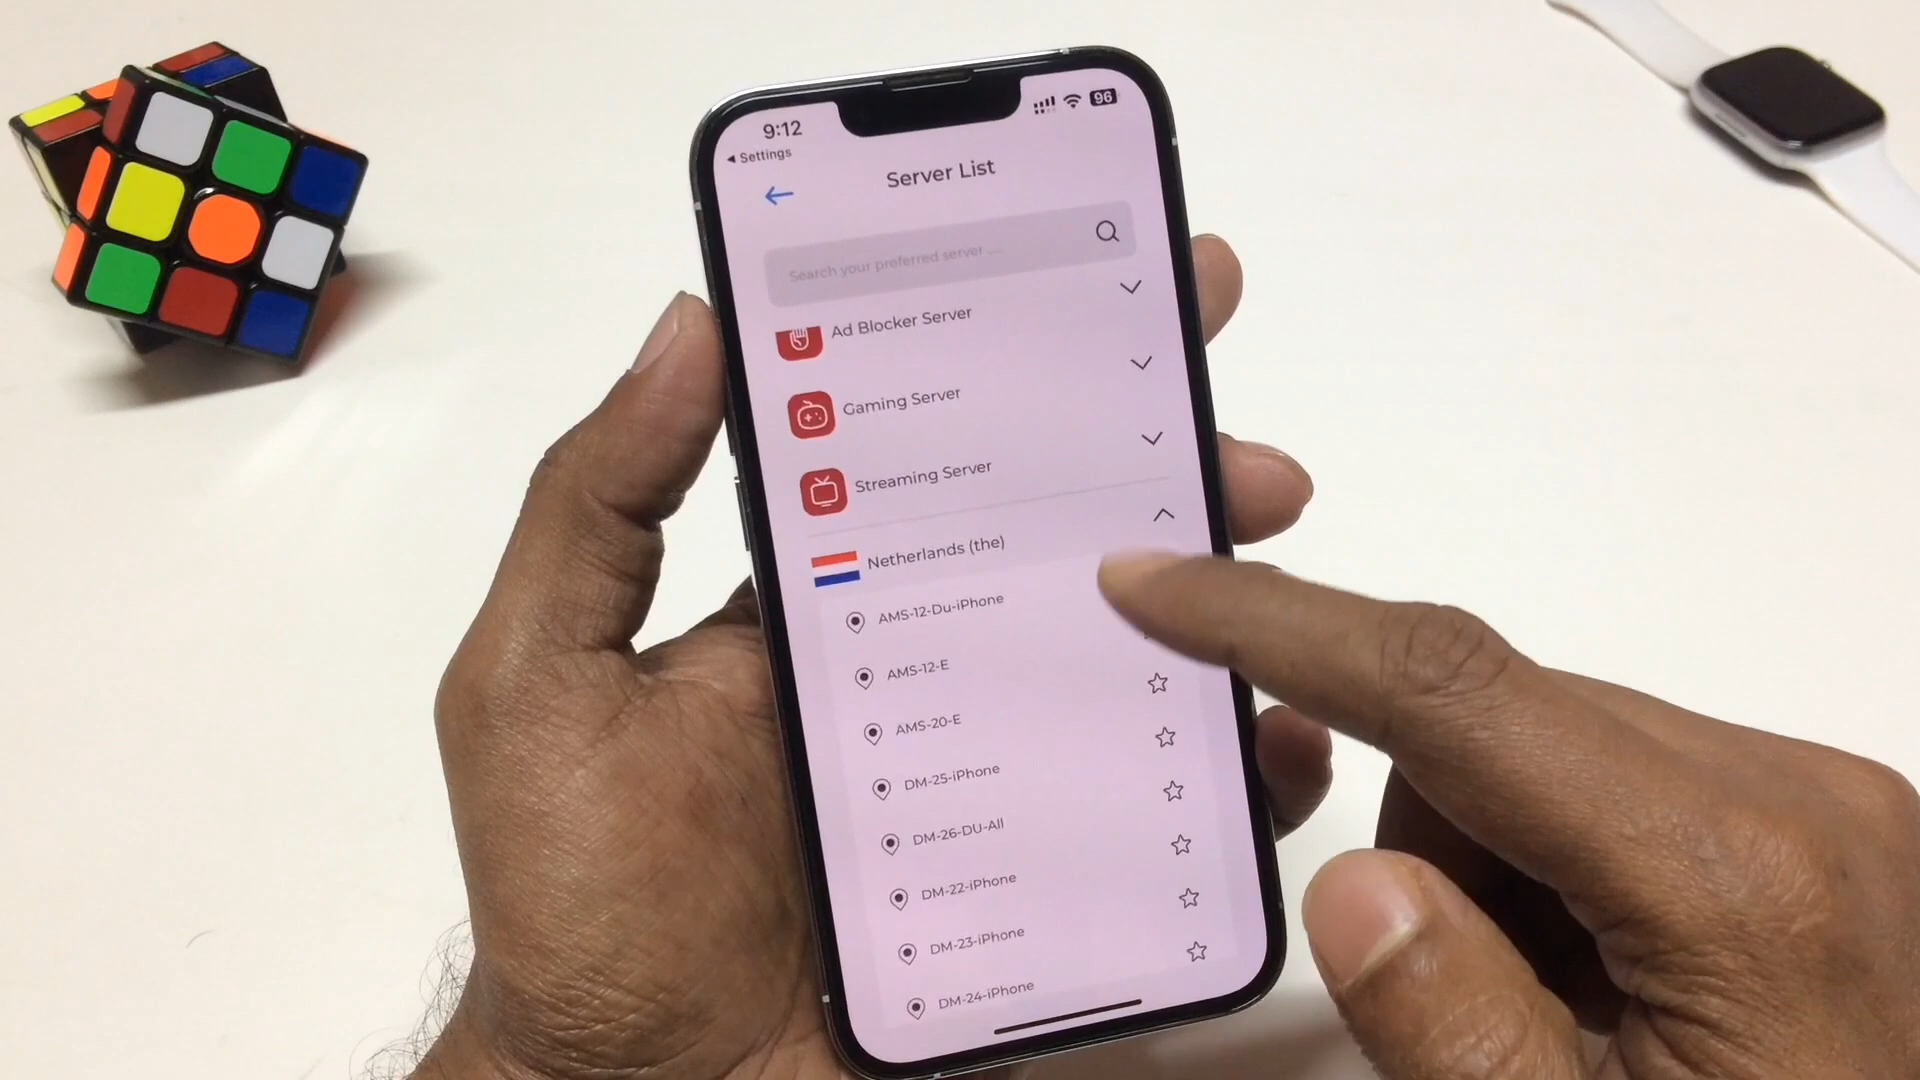 9:12
96
◂ Settings
Server List
Search your preferred server ....
Ad Blocker Server
Gaming Server
Streaming Server
Netherlands (the)
AMS-12-Du-iPhone
AMS-12-E
AMS-20-E
DM-25-iPhone
DM-26-DU-All
DM-22-iPhone
DM-23-iPhone
DM-24-iPhone